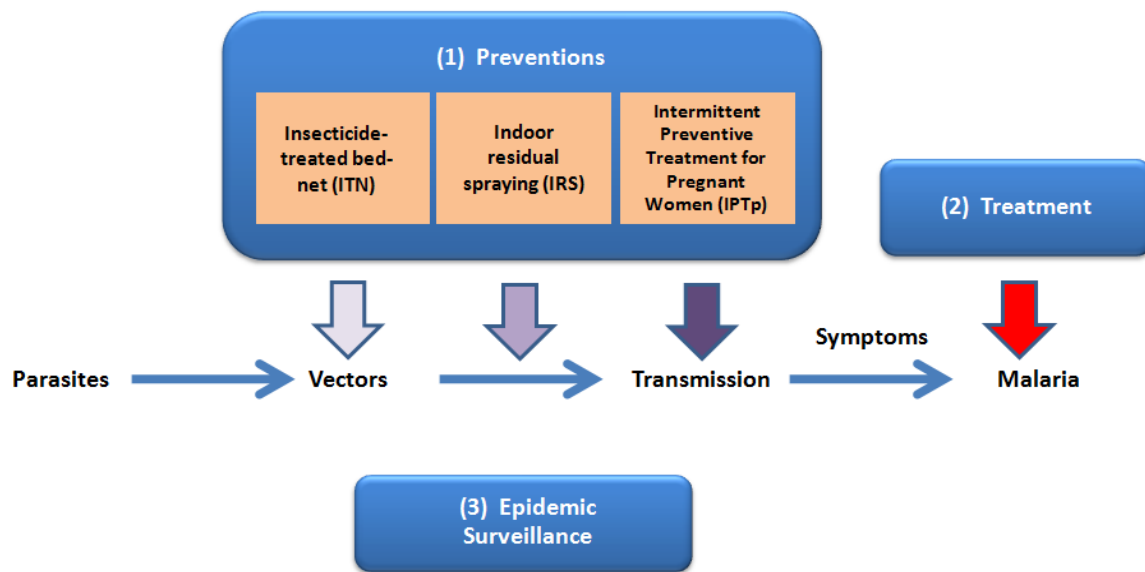 (1) Preventions
Insecticide-
treated bed-
net (ITN)
Indoor
residual
spraying (IRS)
Intermittent
Preventive
Treatment for
Pregnant
Women (IPTp)
(2) Treatment
Symptoms
Parasites
Vectors
Transmission
Malaria
(3) Epidemic
Surveillance